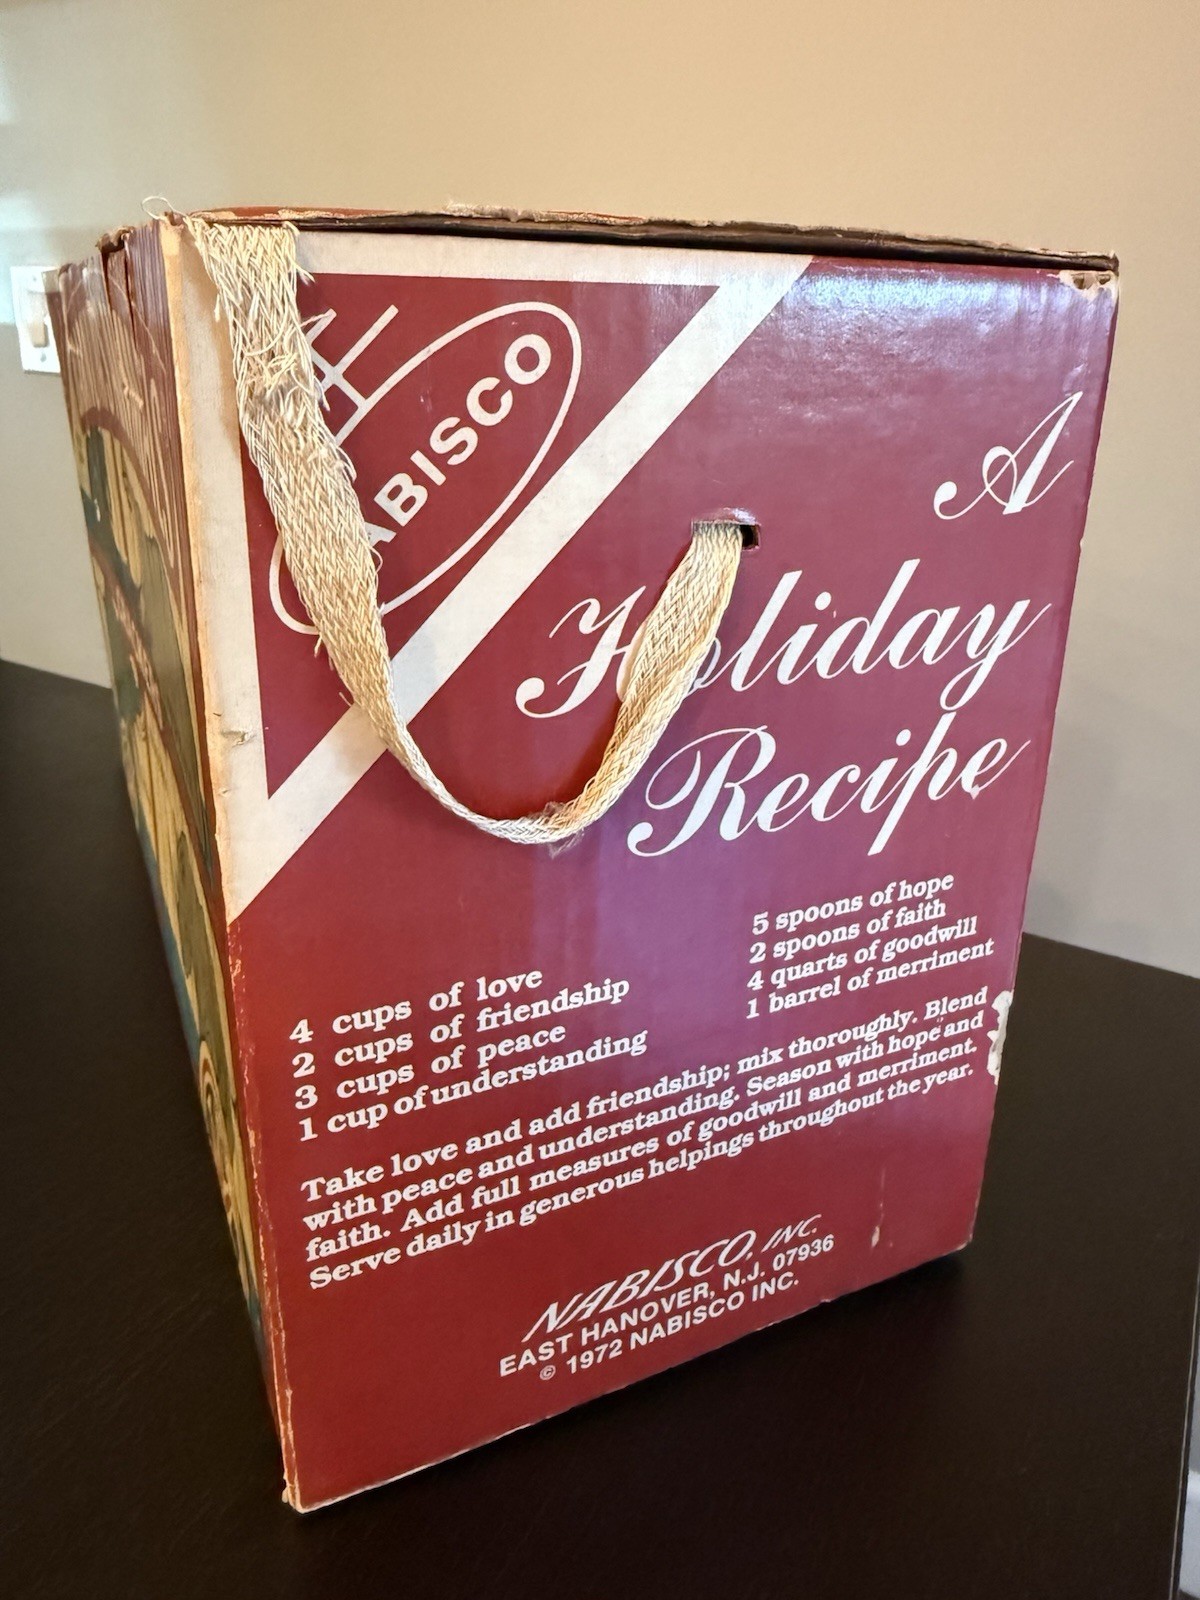 NABISCO
A
Holiday
Recipe
4 cups of love
2 cups of friendship
3 cups of peace
1 cup of understanding
5 spoons of hope
2 spoons of faith
4 quarts of goodwill
1 barrel of merriment
Take love and add friendship; mix thoroughly. Blend
with peace and understanding. Season with hope and
faith. Add full measures of goodwill and merriment.
Serve daily in generous helpings throughout the year.
NABISCO, INC.
EAST HANOVER, N.J. 07936
© 1972 NABISCO INC.